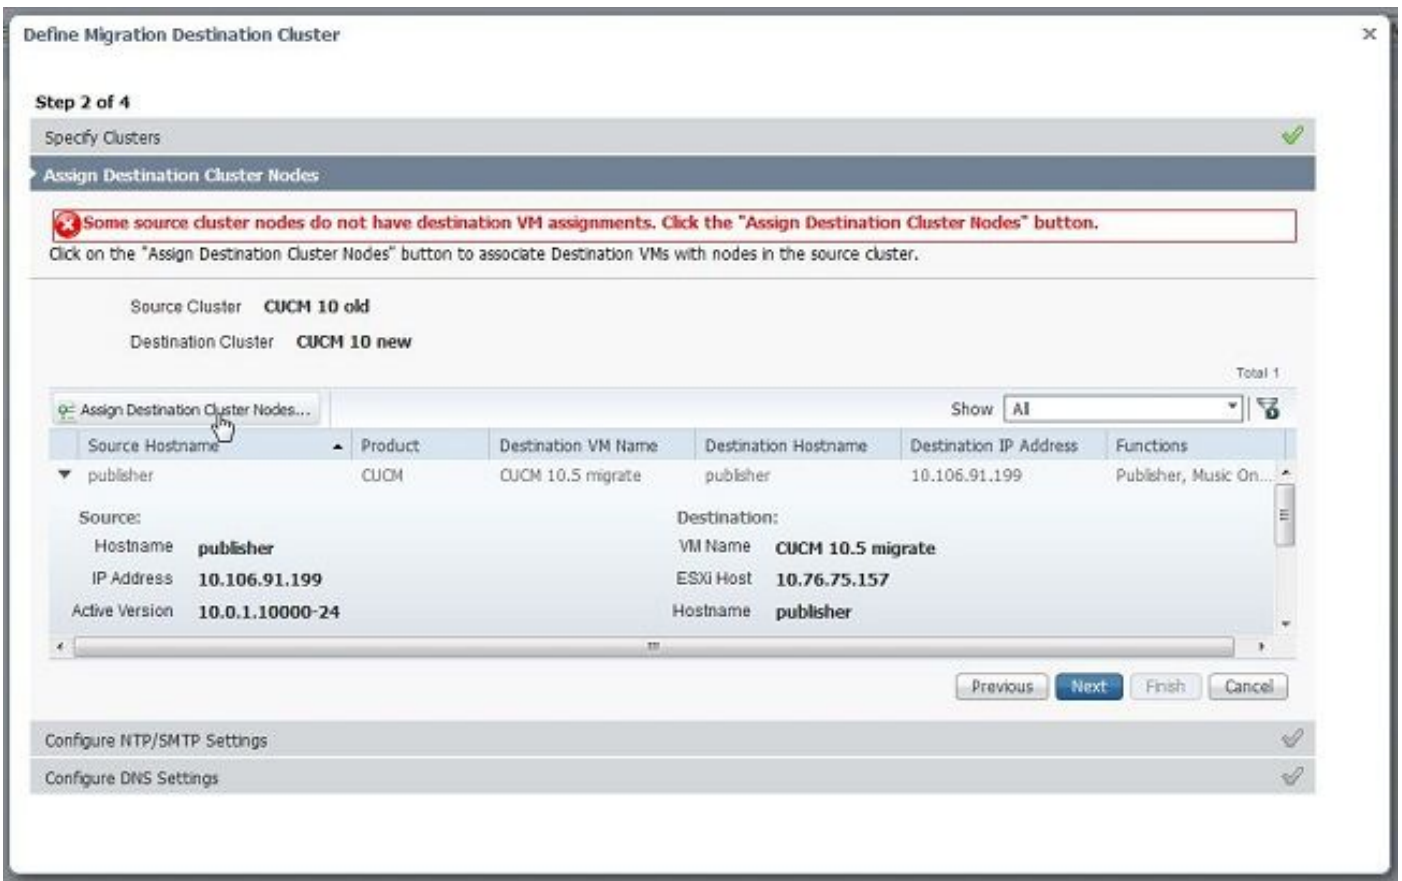 Define Migration Destination Cluster
Step 2 of 4
Specify Clusters
Assign Destination Cluster Nodes
Some source cluster nodes do not have destination VM assignments. Click the "Assign Destination Cluster Nodes" button.
Click on the "Assign Destination Cluster Nodes" button to associate Destination VMs with nodes in the source cluster.
Source Cluster CUCM 10 old
Destination Cluster CUCM 10 new
Total 1
Assign Destination Cluster Nodes... Show All
Source Hostname Product Destination VM Name Destination Hostname Destination IP Address Functions
publisher CUCM CUCM 10.5 migrate publisher 10.106.91.199 Publisher, Music On...
Source: Destination:
Hostname publisher VM Name CUCM 10.5 migrate
IP Address 10.106.91.199 ESXi Host 10.76.75.157
Active Version 10.0.1.10000-24 Hostname publisher
Previous Next Finish Cancel
Configure NTP/SMTP Settings
Configure DNS Settings